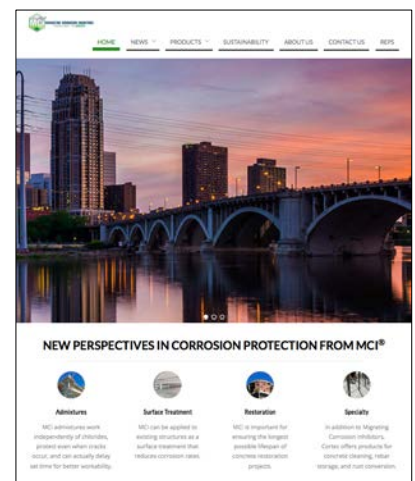 HOME NEWS PRODUCTS SUSTAINABILITY ABOUT US CONTACT US REPS
NEW PERSPECTIVES IN CORROSION PROTECTION FROM MCI®
Admixtures
MCI admixtures work
independently of chlorides,
protect even when cracks
occur, and can actually delay
set time for better workability.
Surface Treatment
MCI can be applied to
existing structures as a
surface treatment that
reduces corrosion rates.
Restoration
MCI is important for
ensuring the longest
possible lifespan of
concrete restoration
projects.
Specialty
In addition to Migrating
Corrosion Inhibitors,
Cortec offers products for
concrete cleaning, rebar
storage, and rust conversion.